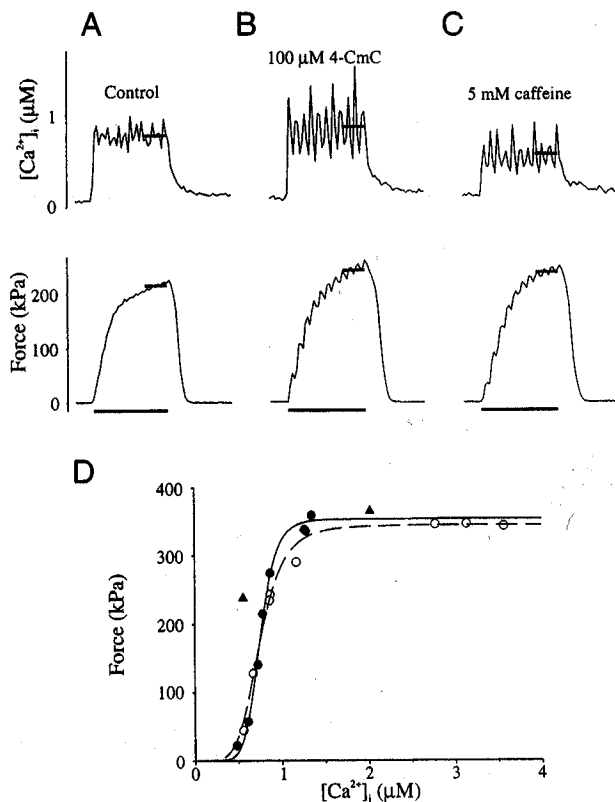 A
B
C
Control
100 µM 4-CmC
5 mM caffeine
[Ca²⁺]ᵢ (µM)
1
0
Force (kPa)
200
100
0
D
Force (kPa)
400
300
200
100
0
0
1
2
3
4
[Ca²⁺]ᵢ (µM)